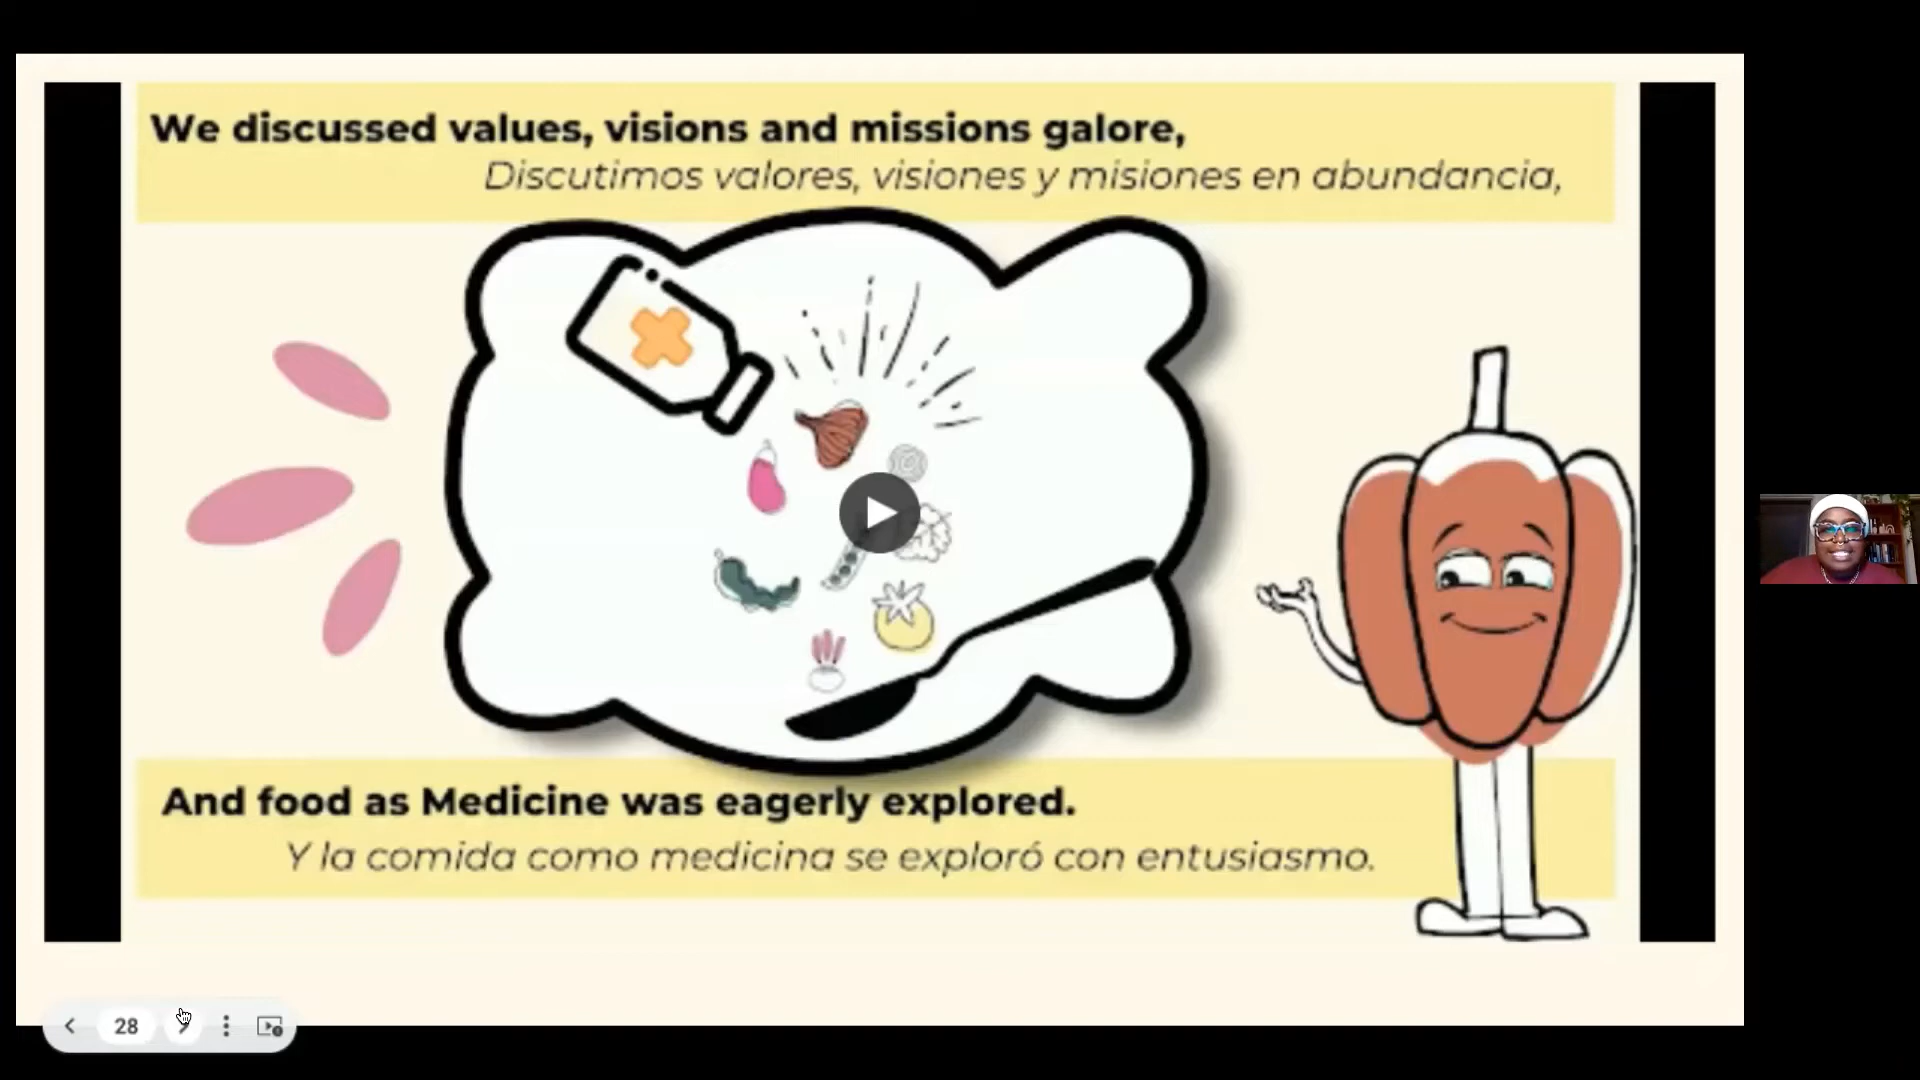 We discussed values, visions and missions galore,
Discutimos valores, visiones y misiones en abundancia,
And food as Medicine was eagerly explored.
Y la comida como medicina se exploró con entusiasmo.
28